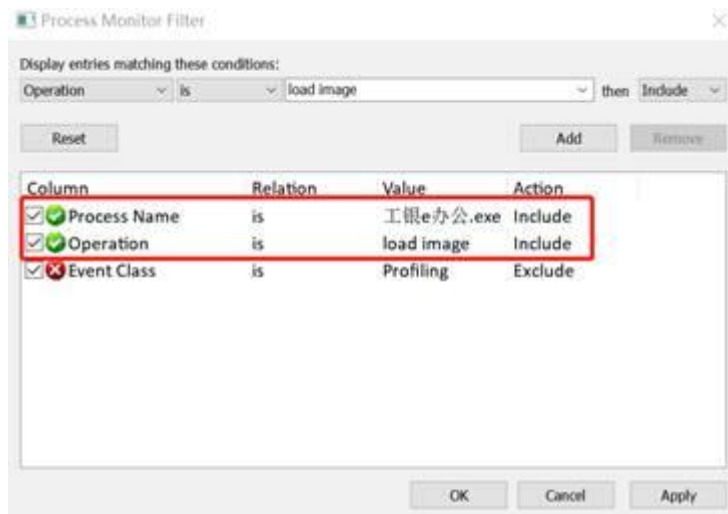 Process Monitor Filter
Display entries matching these conditions:
Operation is load image then Include
Reset Add Remove
Column Relation Value Action
Process Name is 工银e办公.exe Include
Operation is load image Include
Event Class is Profiling Exclude
OK Cancel Apply